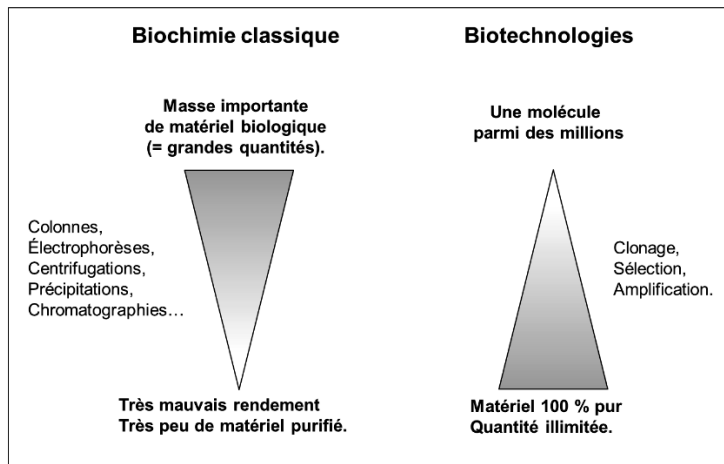 Biochimie classique
Masse importante
de matériel biologique
(= grandes quantités).
Colonnes,
Électrophorèses,
Centrifugations,
Précipitations,
Chromatographies…
Très mauvais rendement
Très peu de matériel purifié.
Biotechnologies
Une molécule
parmi des millions
Clonage,
Sélection,
Amplification.
Matériel 100 % pur
Quantité illimitée.